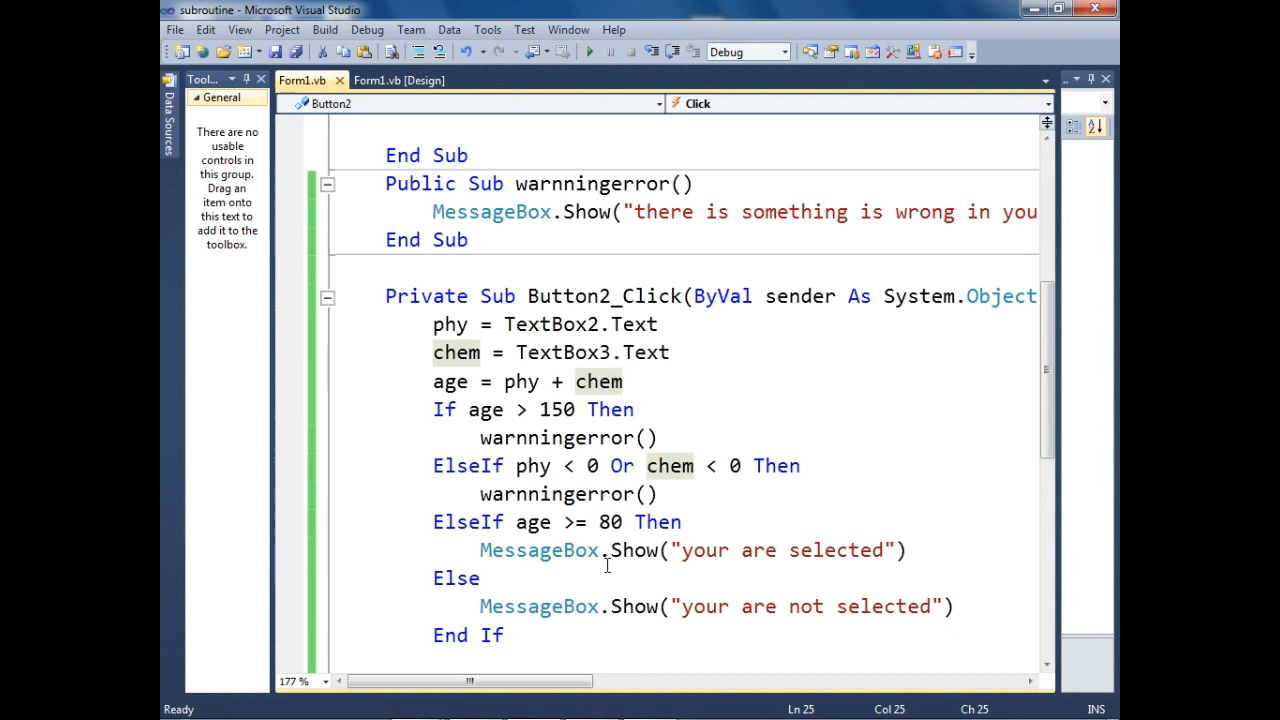 subroutine - Microsoft Visual Studio
File Edit View Project Build Debug Team Data Tools Test Window Help
Debug
Tool...
Form1.vb
Form1.vb [Design]
..
General
Button2
Click
Data Sources
There are no
usable
controls in
this group.
Drag an
item onto
this text to
add it to the
toolbox.
End Sub
Public Sub warnningerror()
MessageBox.Show("there is something is wrong in you
End Sub
Private Sub Button2_Click(ByVal sender As System.Object
phy = TextBox2.Text
chem = TextBox3.Text
age = phy + chem
If age > 150 Then
warnningerror()
ElseIf phy < 0 Or chem < 0 Then
warnningerror()
ElseIf age >= 80 Then
MessageBox.Show("your are selected")
Else
MessageBox.Show("your are not selected")
End If
177 %
Ready
Ln 25
Col 25
Ch 25
INS